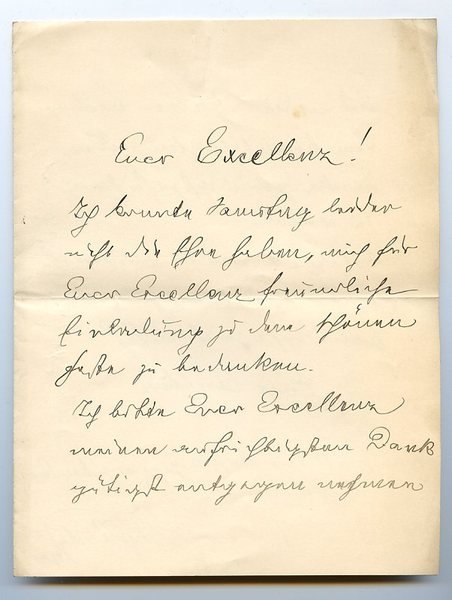 Euer Excellenz!
Ich konnte Samstag leider
nicht die Ehre haben, mich für
Euer Excellenz freundliche
Einladung zu dem schönen
Feste zu bedanken.
Ich bitte Euer Excellenz
meinen aufrichtigsten Dank
gütigst entgegen nehmen